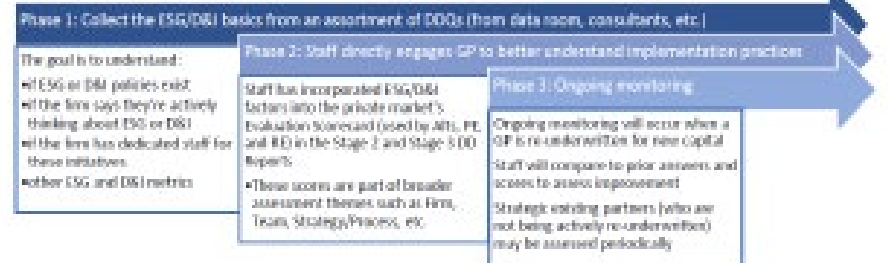 Phase 1: Collect the ESG/D&I basics from an assortment of DDQs (from data room, consultants, etc.)
The goal is to understand:
•if ESG or D&I policies exist
•if the firm says they're actively
thinking about ESG or D&I
•if the firm has dedicated staff for
these initiatives
•other ESG and D&I metrics
Phase 2: Staff directly engages GP to better understand implementation practices
Staff has incorporated ESG/D&I
factors into the private market's
Evaluation Scorecard (used by Alts, PE,
and RE) in the Stage 2 and Stage 3 DD
Reports
•These scores are part of broader
assessment themes such as Firm,
Team, Strategy/Process, etc.
Phase 3: Ongoing monitoring
Ongoing monitoring will occur when a
GP is re-underwritten for new capital
Staff will compare to prior answers and
scores to assess improvement
Strategic existing partners (who are
not being actively re-underwritten)
may be assessed periodically